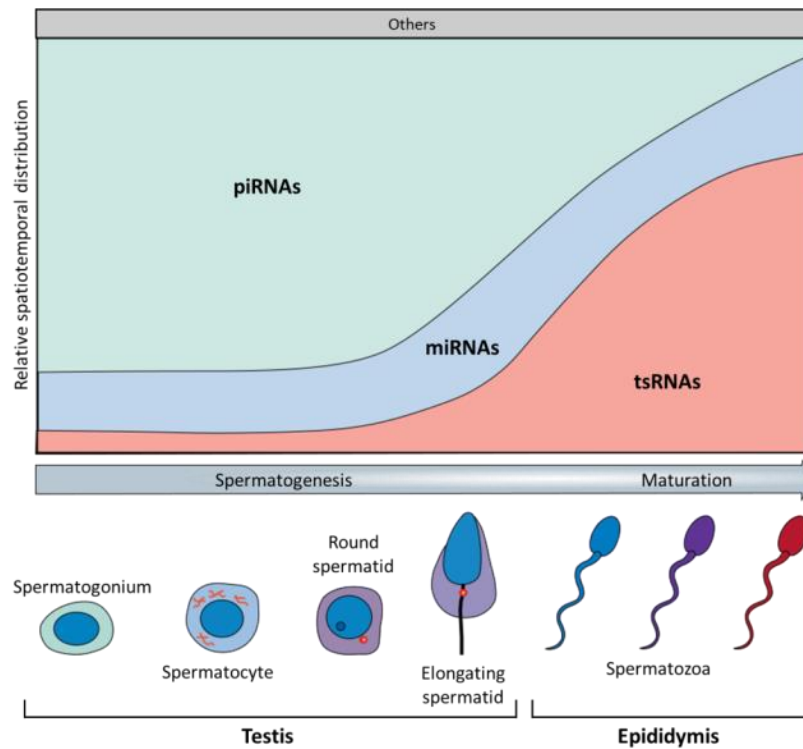 Others
Relative spatiotemporal distribution
piRNAs
miRNAs
tsRNAs
Spermatogenesis
Maturation
Spermatogonium
Spermatocyte
Round
spermatid
Elongating
spermatid
Spermatozoa
Testis
Epididymis